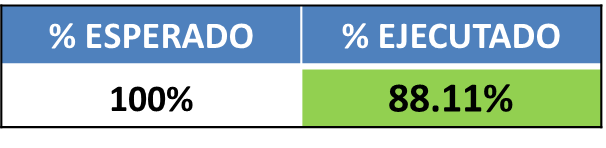 % ESPERADO % EJECUTADO
100% 88.11%